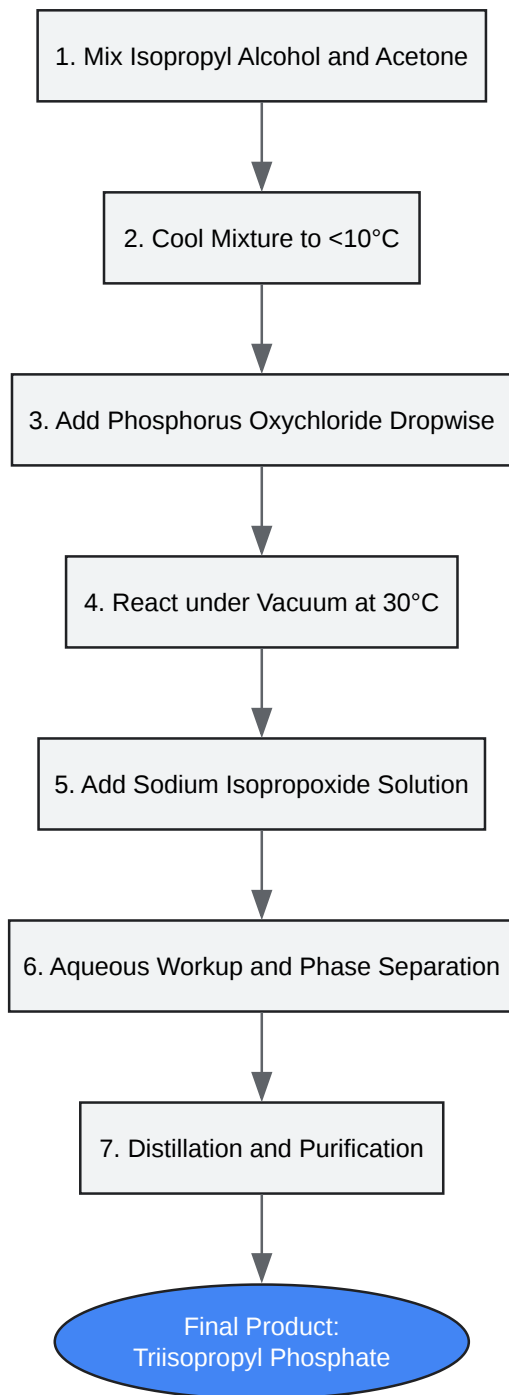 1. Mix Isopropyl Alcohol and Acetone
2. Cool Mixture to <10°C
3. Add Phosphorus Oxychloride Dropwise
4. React under Vacuum at 30°C
5. Add Sodium Isopropoxide Solution
6. Aqueous Workup and Phase Separation
7. Distillation and Purification
Final Product:
Triisopropyl Phosphate